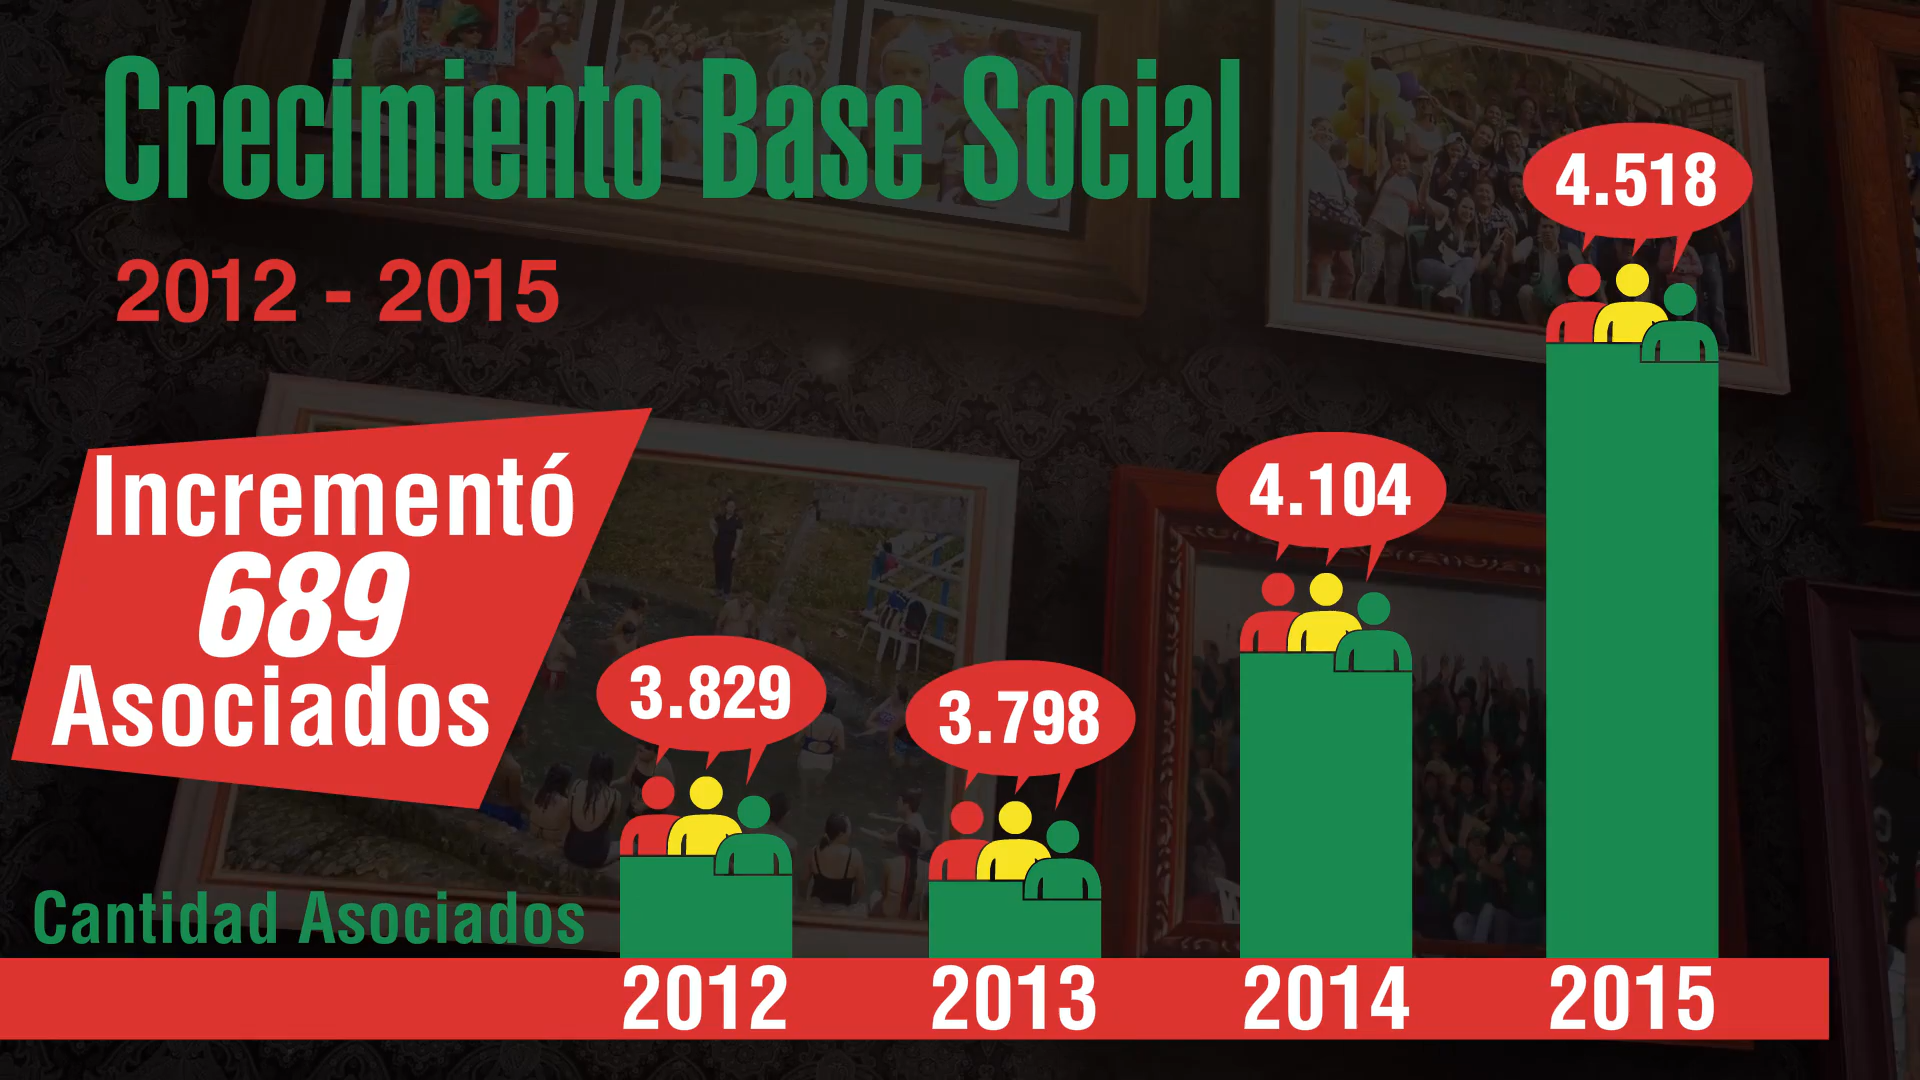 Crecimiento Base Social
2012 - 2015
Incrementó
689
Asociados
4.518
4.104
3.829
3.798
Cantidad Asociados
2012
2013
2014
2015